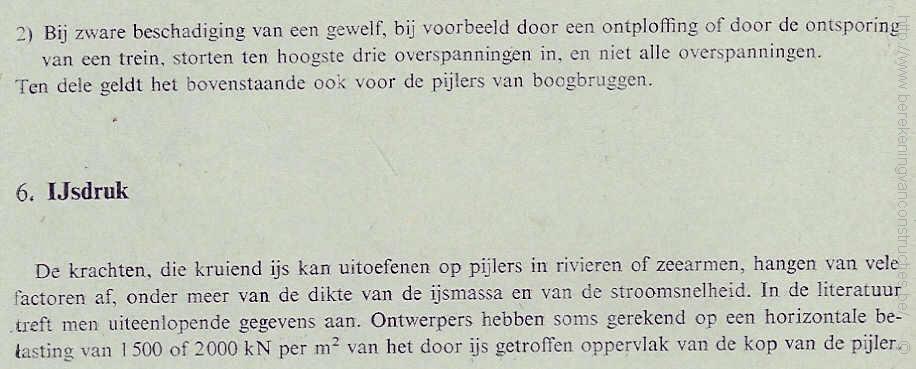 2) Bij zware beschadiging van een gewelf, bij voorbeeld door een ontploffing of door de ontsporing
van een trein, storten ten hoogste drie overspanningen in, en niet alle overspanningen.
Ten dele geldt het bovenstaande ook voor de pijlers van boogbruggen.
6. IJsdruk
De krachten, die kruiend ijs kan uitoefenen op pijlers in rivieren of zeearmen, hangen van vele
factoren af, onder meer van de dikte van de ijsmassa en van de stroomsnelheid. In de literatuur
treft men uiteenlopende gegevens aan. Ontwerpers hebben soms gerekend op een horizontale be-
lasting van 1500 of 2000 kN per m² van het door ijs getroffen oppervlak van de kop van de pijler.
© http://www.berekeningvanconstructies.be/